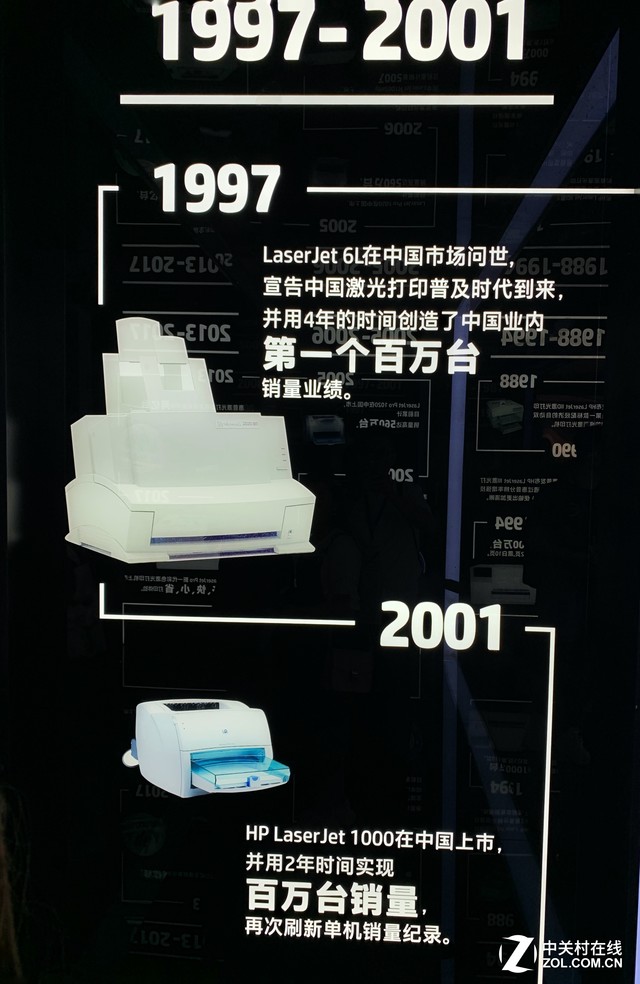 1997-2001
1997
LaserJet 6L在中国市场问世，
宣告中国激光打印普及时代到来，
并用4年的时间创造了中国业内
第一个百万台
销量业绩。
2001
HP LaserJet 1000在中国上市，
并用2年时间实现
百万台销量，
再次刷新单机销量纪录。
中关村在线
ZOL.COM.CN